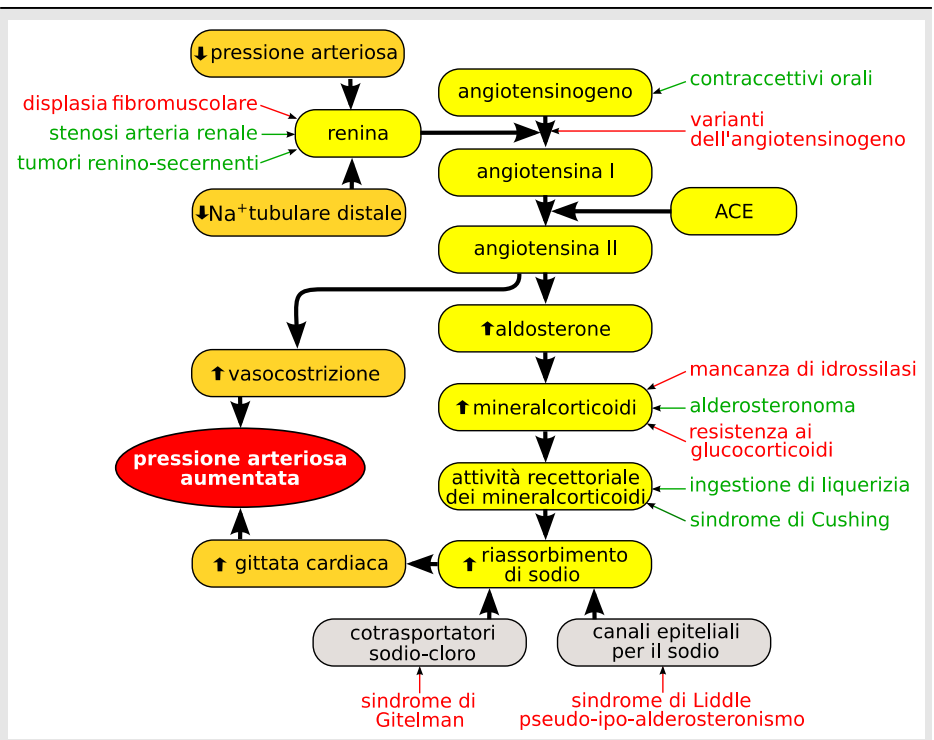 ⬇pressione arteriosa
displasia fibromuscolare
stenosi arteria renale
tumori renino-secernenti
renina
⬇Na⁺tubulare distale
angiotensinogeno
contraccettivi orali
varianti
dell'angiotensinogeno
angiotensina I
ACE
angiotensina II
⬆aldosterone
⬆vasocostrizione
⬆mineralcorticoidi
mancanza di idrossilasi
alderosteronoma
resistenza ai
glucocorticoidi
pressione arteriosa
aumentata
attività recettoriale
dei mineralcorticoidi
ingestione di liquerizia
sindrome di Cushing
⬆ gittata cardiaca
⬆ riassorbimento
di sodio
cotrasportatori
sodio-cloro
canali epiteliali
per il sodio
sindrome di
Gitelman
sindrome di Liddle
pseudo-ipo-alderosteronismo